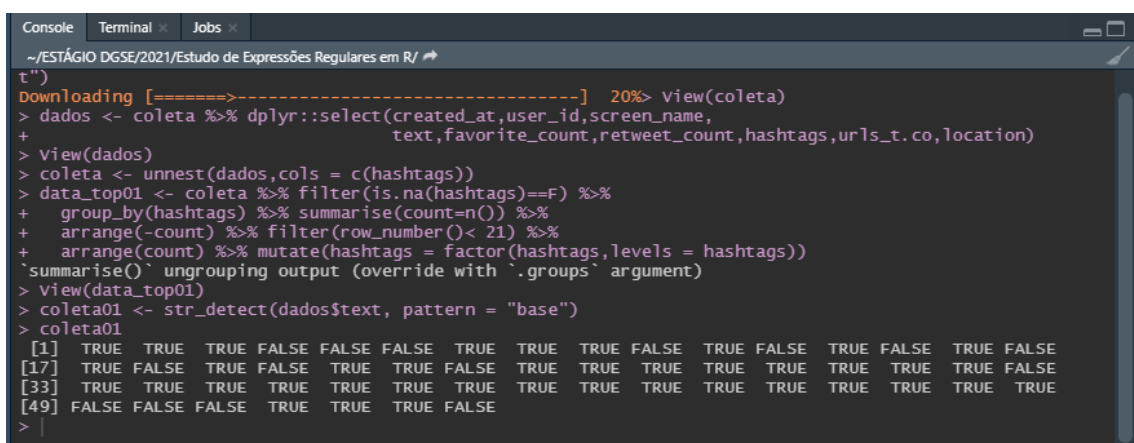 Console Terminal × Jobs ×
~/ESTÁGIO DGSE/2021/Estudo de Expressões Regulares em R/
t")
Downloading [=======>---------------------------------] 20%> View(coleta)
> dados <- coleta %>% dplyr::select(created_at,user_id,screen_name,
+ text,favorite_count,retweet_count,hashtags,urls_t.co,location)
> View(dados)
> coleta <- unnest(dados,cols = c(hashtags))
> data_top01 <- coleta %>% filter(is.na(hashtags)==F) %>%
+ group_by(hashtags) %>% summarise(count=n()) %>%
+ arrange(-count) %>% filter(row_number()< 21) %>%
+ arrange(count) %>% mutate(hashtags = factor(hashtags,levels = hashtags))
`summarise()` ungrouping output (override with `.groups` argument)
> View(data_top01)
> coleta01 <- str_detect(dados$text, pattern = "base")
> coleta01
[1] TRUE TRUE TRUE FALSE FALSE FALSE TRUE TRUE TRUE FALSE TRUE FALSE TRUE FALSE TRUE FALSE
[17] TRUE FALSE TRUE FALSE TRUE TRUE FALSE TRUE TRUE TRUE TRUE TRUE TRUE TRUE TRUE FALSE
[33] TRUE TRUE TRUE TRUE TRUE TRUE TRUE TRUE TRUE TRUE TRUE TRUE TRUE TRUE TRUE TRUE
[49] FALSE FALSE FALSE TRUE TRUE TRUE FALSE
>